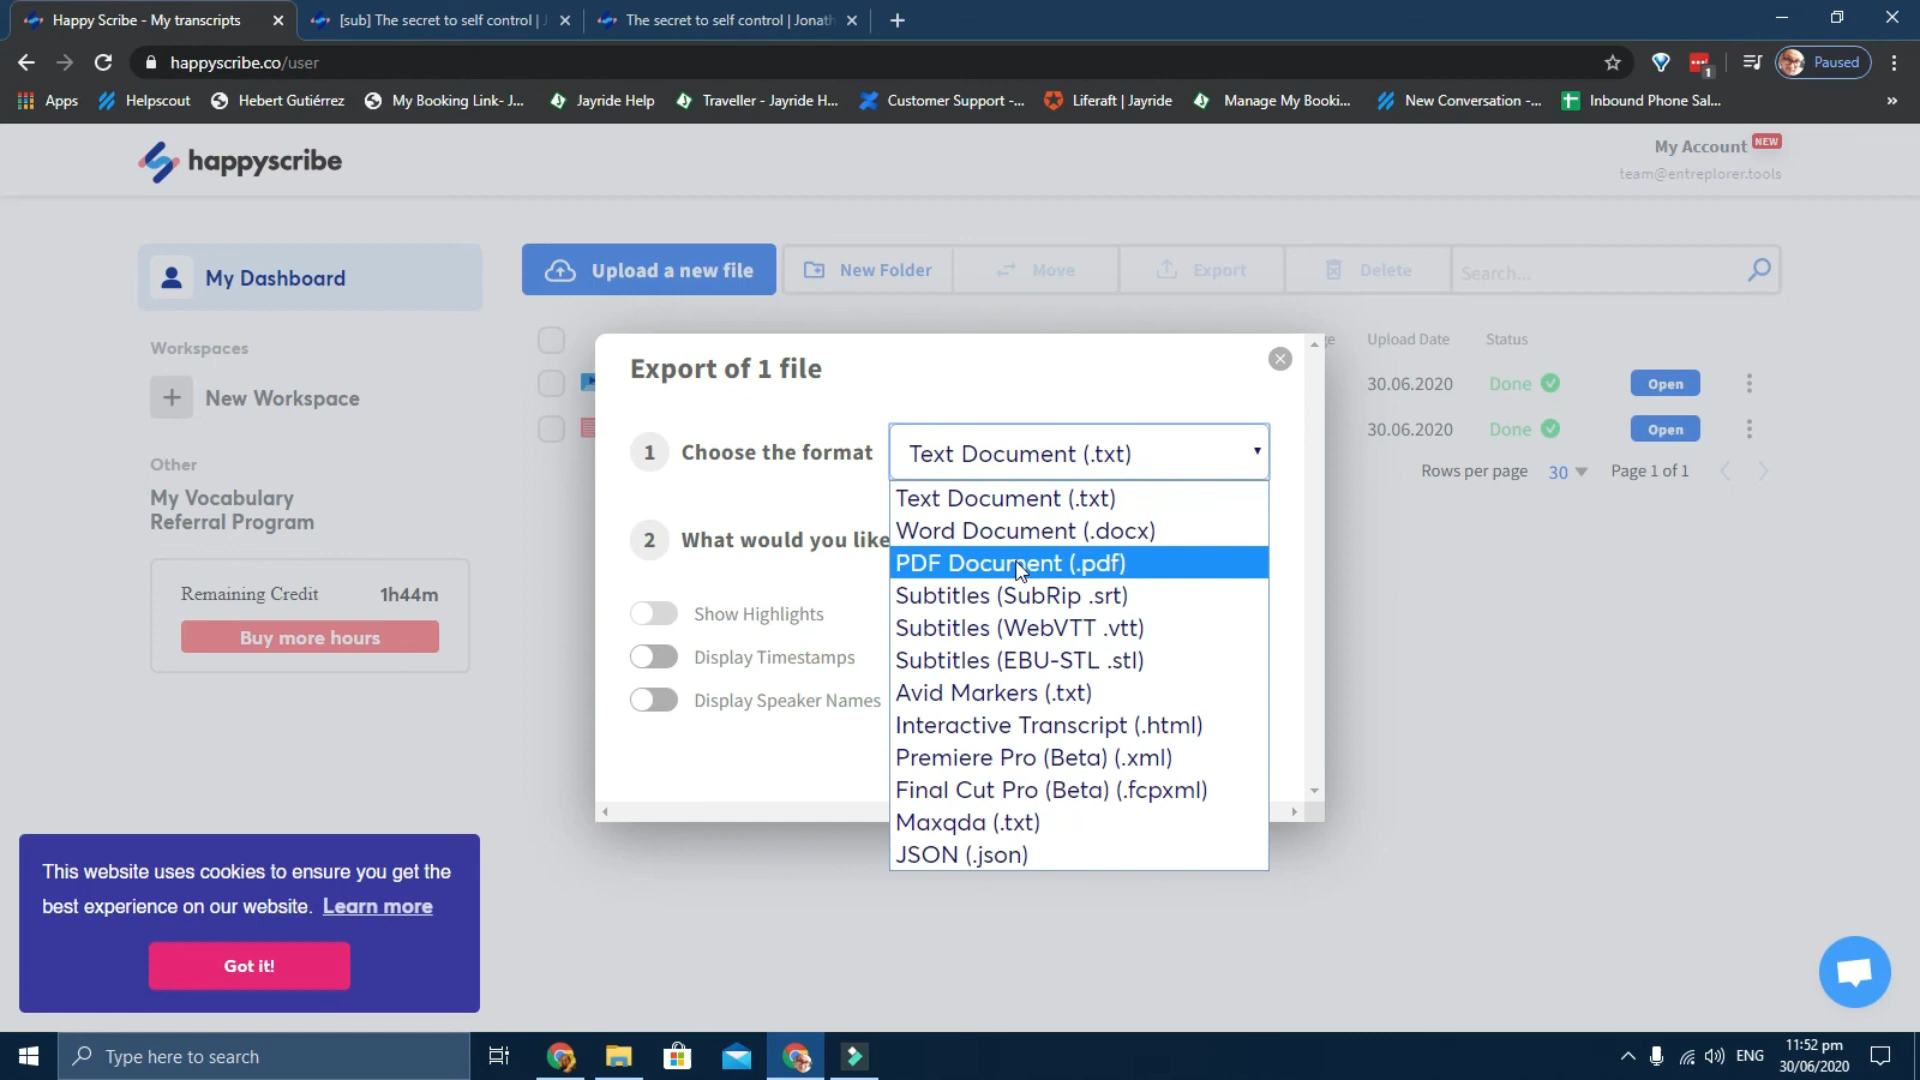 Happy Scribe - My transcripts
[sub] The secret to self control | J
The secret to self control | Jonath
happyscribe.co/user
1
Paused
Apps
Helpscout
Hebert Gutiérrez
My Booking Link- J...
Jayride Help
Traveller - Jayride H...
Customer Support -...
Liferaft | Jayride
Manage My Booki...
New Conversation -...
Inbound Phone Sal...
»
happyscribe
My Account NEW
team@entreplorer.tools
My Dashboard
Upload a new file
New Folder
Move
Export
Delete
Search...
Workspaces
New Workspace
Upload Date
Status
30.06.2020
Done
Open
30.06.2020
Done
Open
Rows per page
30
Page 1 of 1
Export of 1 file
1
Choose the format
Text Document (.txt)
Text Document (.txt)
Word Document (.docx)
PDF Document (.pdf)
Subtitles (SubRip .srt)
Subtitles (WebVTT .vtt)
Subtitles (EBU-STL .stl)
Avid Markers (.txt)
Interactive Transcript (.html)
Premiere Pro (Beta) (.xml)
Final Cut Pro (Beta) (.fcpxml)
Maxqda (.txt)
JSON (.json)
2
What would you like
Show Highlights
Display Timestamps
Display Speaker Names
Other
My Vocabulary
Referral Program
Remaining Credit
1h44m
Buy more hours
This website uses cookies to ensure you get the
best experience on our website. Learn more
Got it!
Type here to search
ENG
11:52 pm
30/06/2020